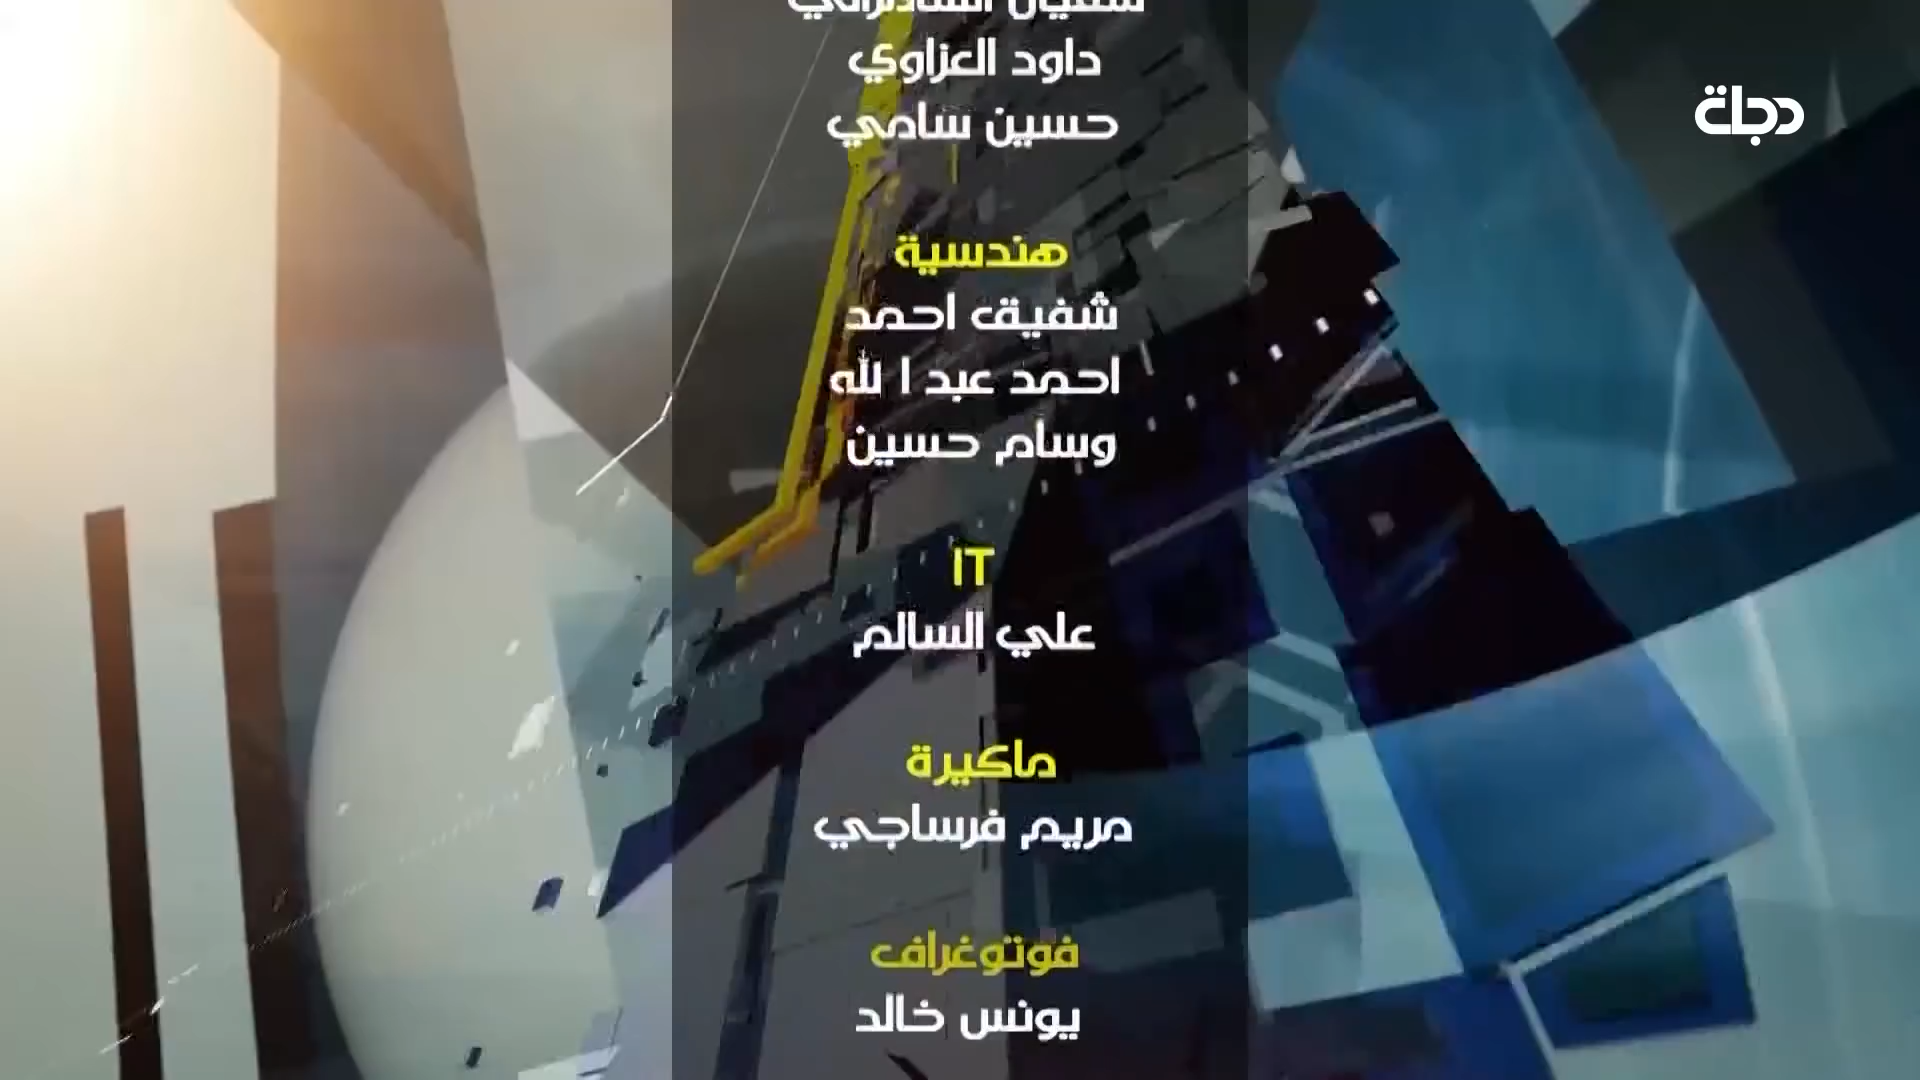 داود العزاوي
حسين سامي
دجلة
هندسية
شفيق احمد
احمد عبد ا لله
وسام حسين
IT
علي السالم
ماكيرة
مريم فرساجي
فوتوغراف
يونس خالد